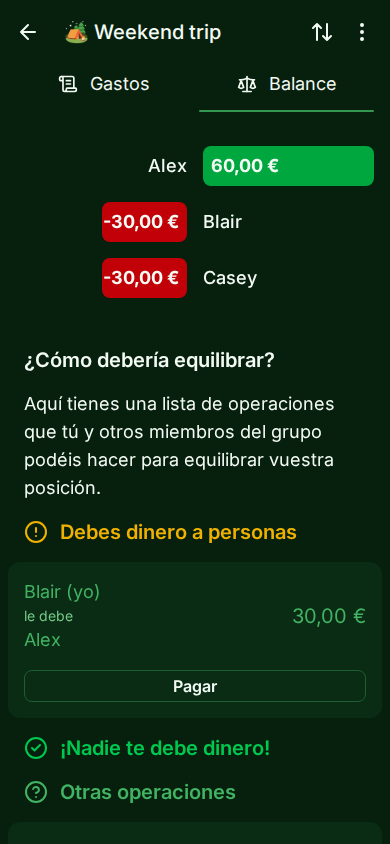 🏕️ Weekend trip
Gastos
Balance
Alex
60,00 €
-30,00 €
Blair
-30,00 €
Casey
¿Cómo debería equilibrar?
Aquí tienes una lista de operaciones
que tú y otros miembros del grupo
podéis hacer para equilibrar vuestra
posición.
Debes dinero a personas
Blair (yo)
le debe
Alex
30,00 €
Pagar
¡Nadie te debe dinero!
Otras operaciones